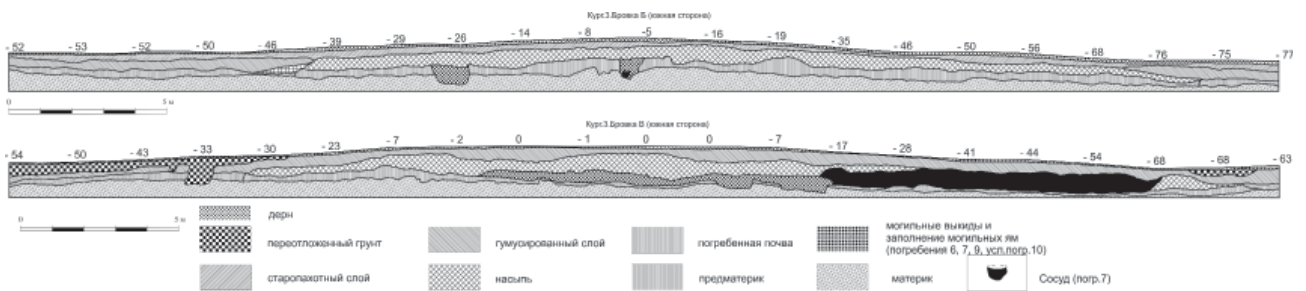 Кург.3.Бровка Б (южная сторона)
- 52 - 53 - 52 - 50 - 46 - 39 - 29 - 26 - 14 - 8 - 5 - 16 - 19 - 35 - 46 - 50 - 56 - 68 - 76 - 75 - 77
0 5 м
Кург.3.Бровка В (южная сторона)
- 54 - 50 - 43 - 33 - 30 - 23 - 7 - 2 0 - 1 0 0 - 7 - 17 - 28 - 41 - 44 - 54 - 68 - 68 - 63
0 5 м
дерн
переотложенный грунт
старопахотный слой
гумусированный слой
насыпь
погребенная почва
предматерик
могильные выкиды и
заполнение могильных ям
(погребения 6, 7, 9, усл.погр.10)
материк
Сосуд (погр.7)